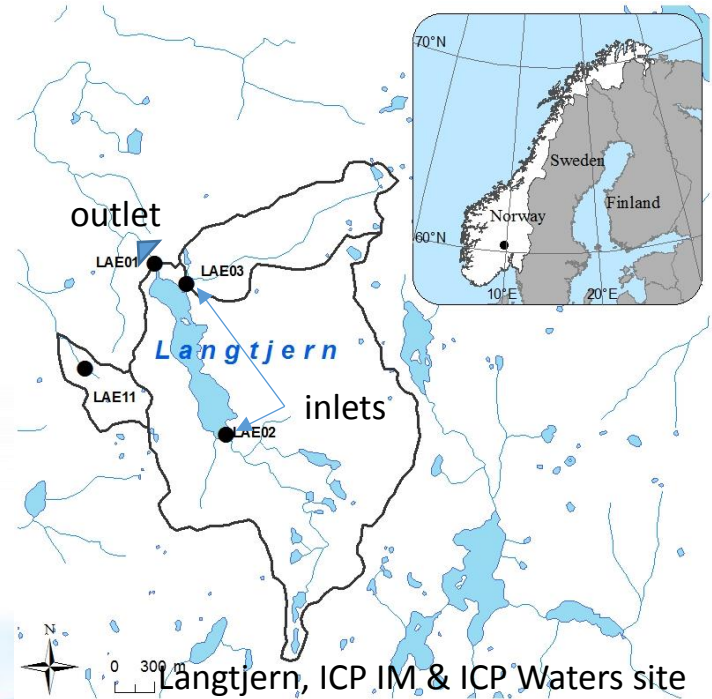 70°N
Sweden
Finland
Norway
60°N
10°E
20°E
outlet
LAE01
LAE03
Langtjern
LAE11
inlets
LAE02
N
0 300 m
Langtjern, ICP IM & ICP Waters site